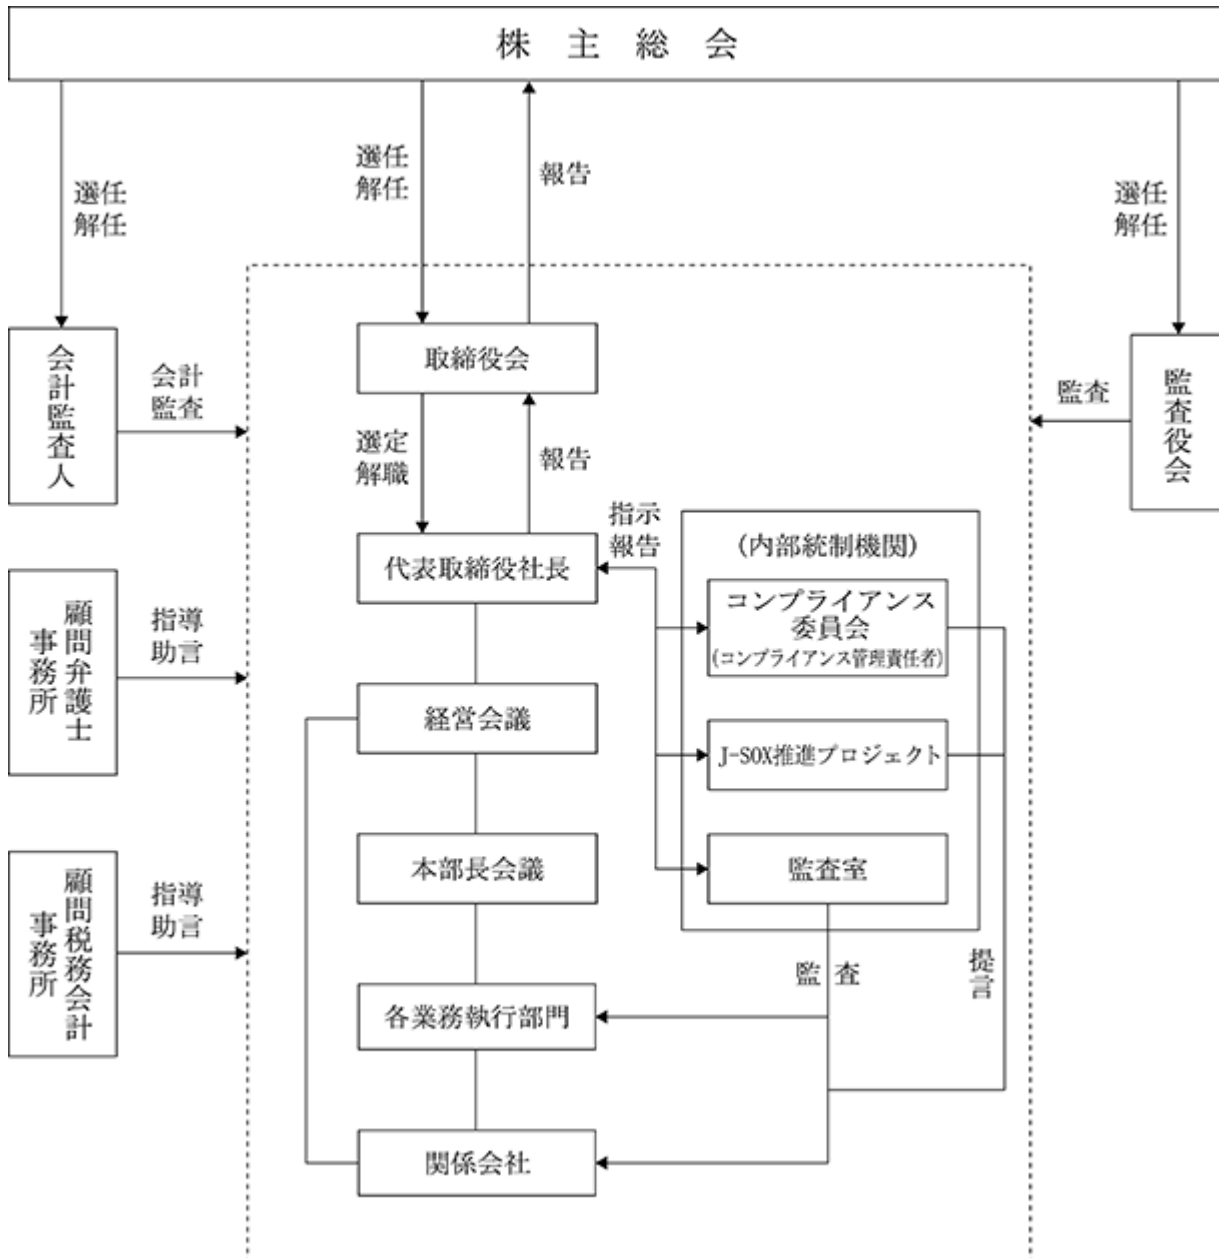 株主総会
選任
解任
選任
解任
報告
選任
解任
会計監査人
会計
監査
取締役会
監査
監査役会
選定
解職
報告
指示
報告
代表取締役社長
(内部統制機関)
コンプライアンス
委員会
(コンプライアンス管理責任者)
顧問弁護士
事務所
指導
助言
経営会議
J-SOX推進プロジェクト
本部長会議
監査室
顧問税務会計
事務所
指導
助言
監査
提言
各業務執行部門
関係会社